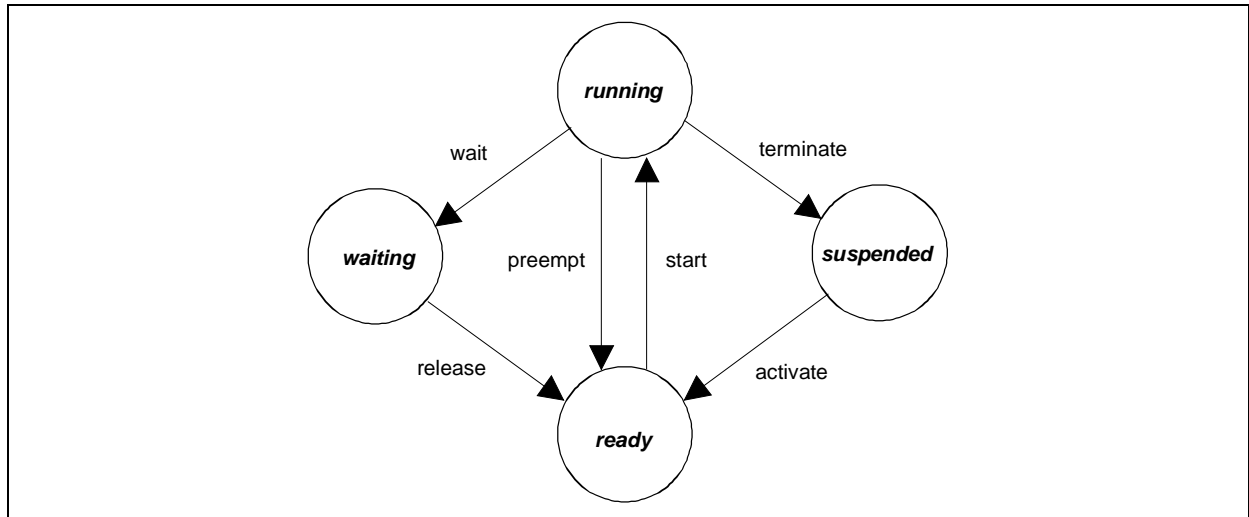 running
wait
terminate
waiting
preempt
start
suspended
release
activate
ready